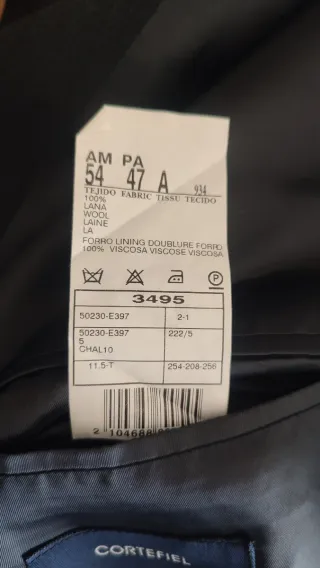 AM PA
54 47 A 934
TEJIDO FABRIC TISSU TECIDO
100%
LANA
WOOL
LAINE
LA
FORRO LINING DOUBLURE FORRO
100% VISCOSA VISCOSE VISCOSA
P
3495
50230-E397 2-1
50230-E397 222/5
5
CHAL10
11.5-T 254-208-256
2 104688
CORTEFIEL